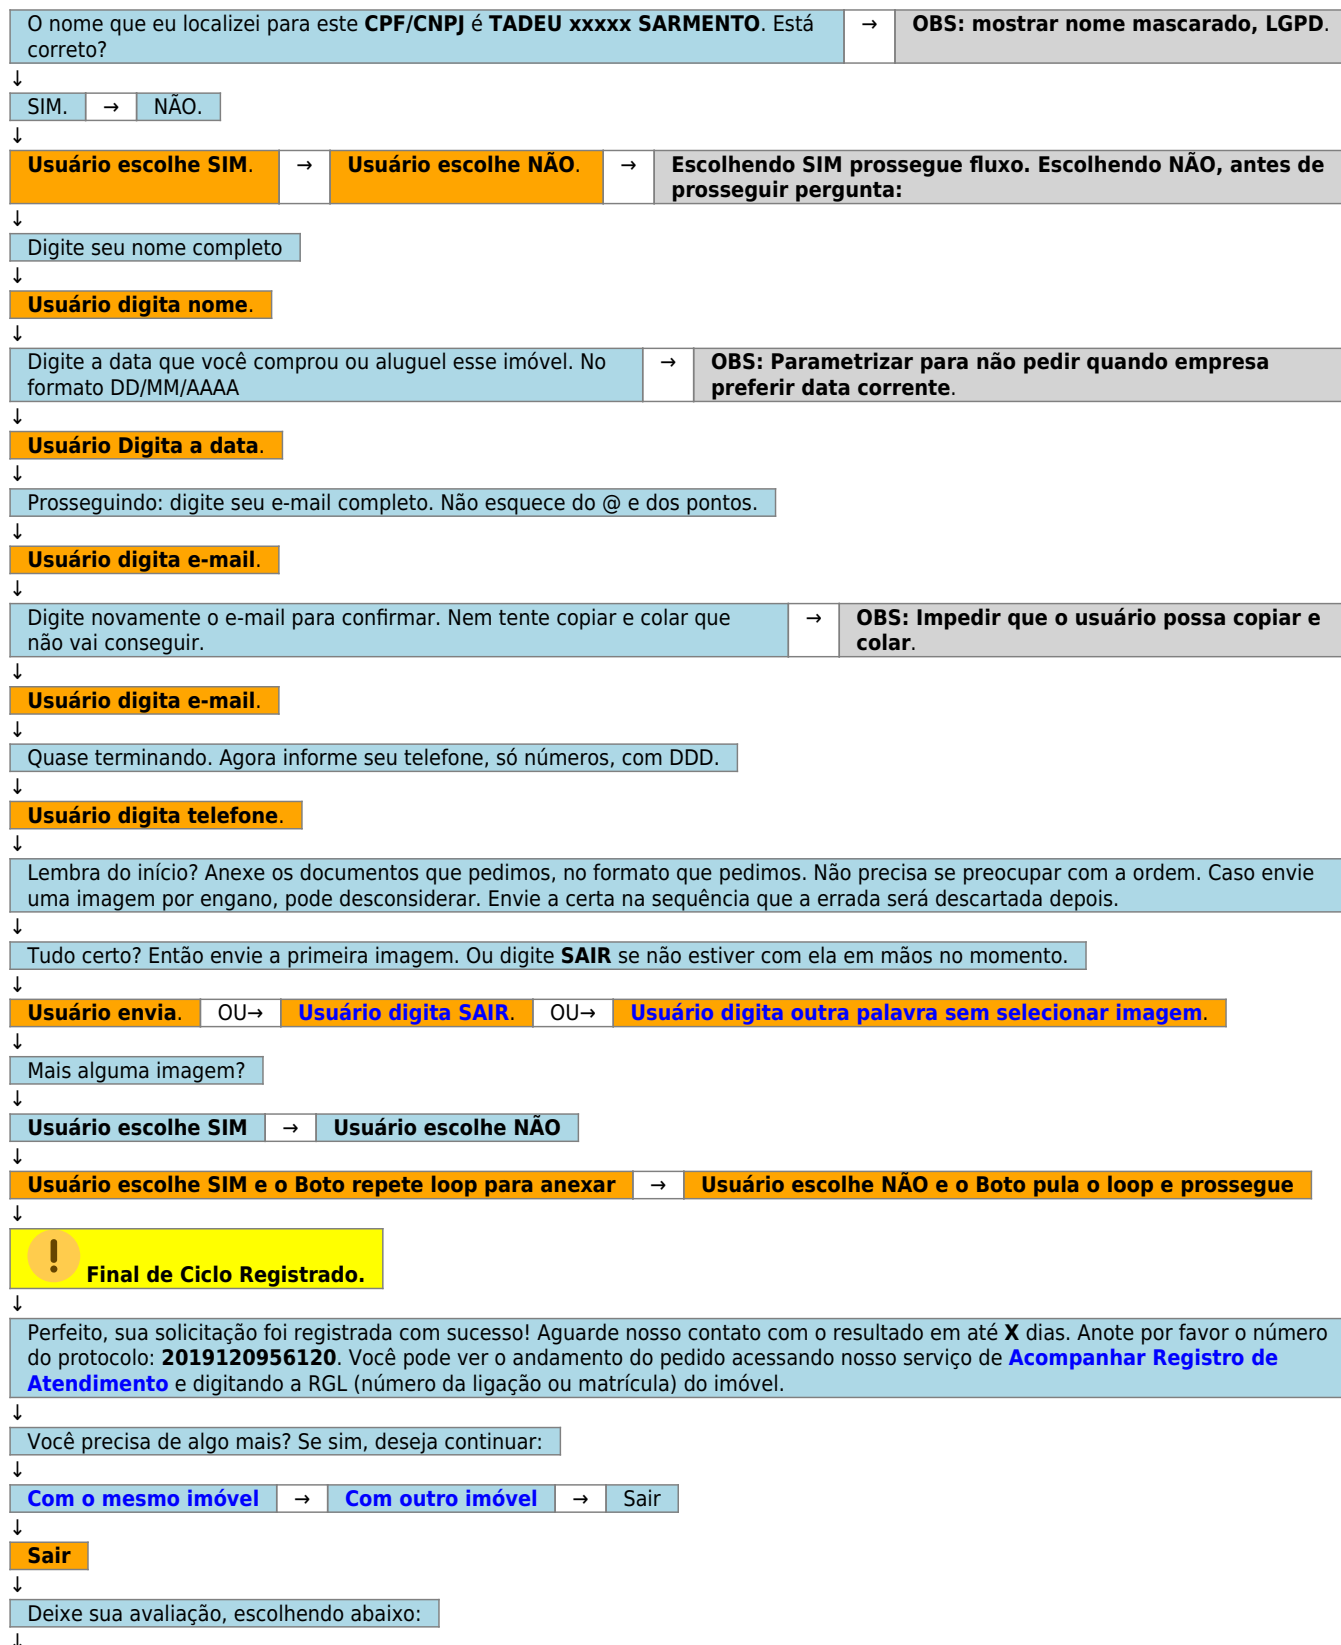 O nome que eu localizei para este CPF/CNPJ é TADEU xxxxx SARMENTO. Está → OBS: mostrar nome mascarado, LGPD.
correto?
↓
SIM. → NÃO.
↓
Usuário escolhe SIM. → Usuário escolhe NÃO. → Escolhendo SIM prossegue fluxo. Escolhendo NÃO, antes de
prosseguir pergunta:
↓
Digite seu nome completo
↓
Usuário digita nome.
↓
Digite a data que você comprou ou aluguel esse imóvel. No → OBS: Parametrizar para não pedir quando empresa
formato DD/MM/AAAA preferir data corrente.
↓
Usuário Digita a data.
↓
Prosseguindo: digite seu e-mail completo. Não esquece do @ e dos pontos.
↓
Usuário digita e-mail.
↓
Digite novamente o e-mail para confirmar. Nem tente copiar e colar que → OBS: Impedir que o usuário possa copiar e
não vai conseguir. colar.
↓
Usuário digita e-mail.
↓
Quase terminando. Agora informe seu telefone, só números, com DDD.
↓
Usuário digita telefone.
↓
Lembra do início? Anexe os documentos que pedimos, no formato que pedimos. Não precisa se preocupar com a ordem. Caso envie
uma imagem por engano, pode desconsiderar. Envie a certa na sequência que a errada será descartada depois.
↓
Tudo certo? Então envie a primeira imagem. Ou digite SAIR se não estiver com ela em mãos no momento.
↓
Usuário envia. OU→ Usuário digita SAIR. OU→ Usuário digita outra palavra sem selecionar imagem.
↓
Mais alguma imagem?
↓
Usuário escolhe SIM → Usuário escolhe NÃO
↓
Usuário escolhe SIM e o Boto repete loop para anexar → Usuário escolhe NÃO e o Boto pula o loop e prossegue
↓
Final de Ciclo Registrado.
↓
Perfeito, sua solicitação foi registrada com sucesso! Aguarde nosso contato com o resultado em até X dias. Anote por favor o número
do protocolo: 2019120956120. Você pode ver o andamento do pedido acessando nosso serviço de Acompanhar Registro de
Atendimento e digitando a RGL (número da ligação ou matrícula) do imóvel.
↓
Você precisa de algo mais? Se sim, deseja continuar:
↓
Com o mesmo imóvel → Com outro imóvel → Sair
↓
Sair
↓
Deixe sua avaliação, escolhendo abaixo:
↓